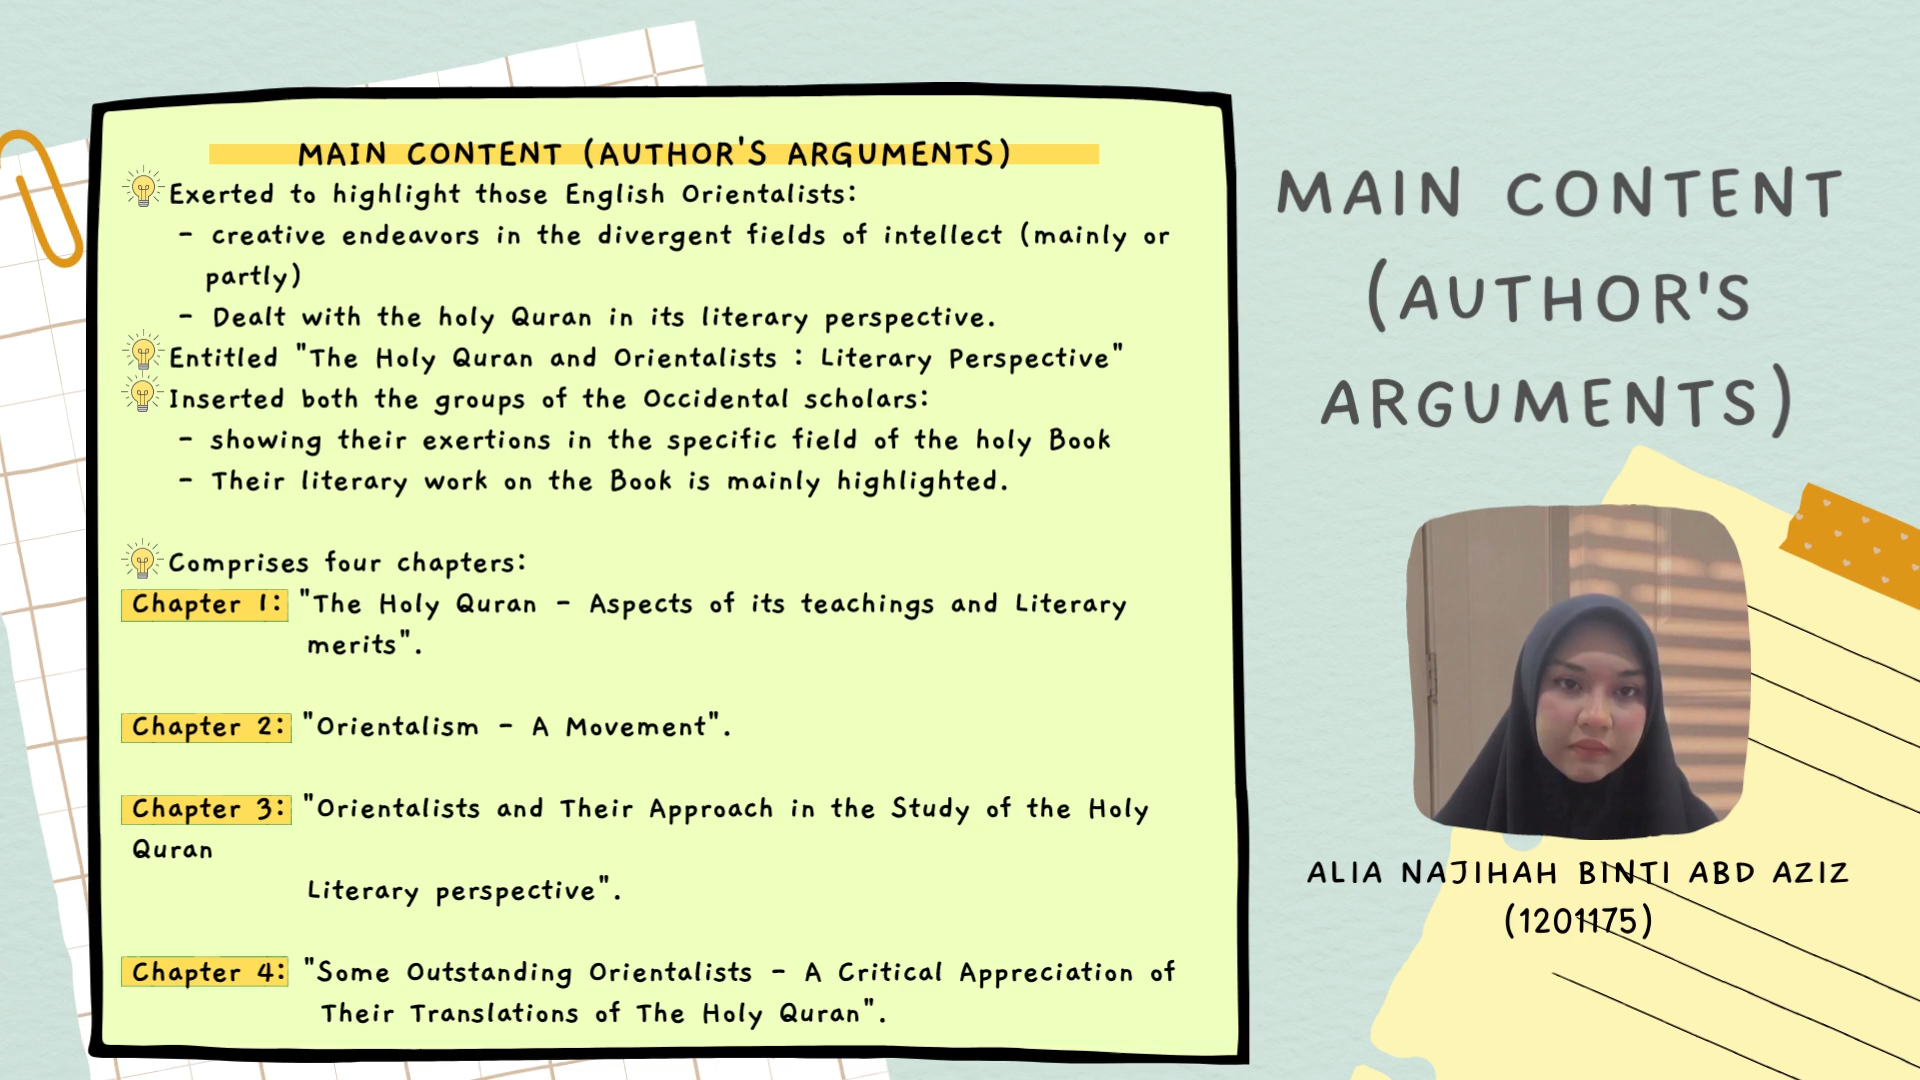 MAIN CONTENT (AUTHOR'S ARGUMENTS)
Exerted to highlight those English Orientalists:
- creative endeavors in the divergent fields of intellect (mainly or
partly)
- Dealt with the holy Quran in its literary perspective.
Entitled "The Holy Quran and Orientalists : Literary Perspective"
Inserted both the groups of the Occidental scholars:
- showing their exertions in the specific field of the holy Book
- Their literary work on the Book is mainly highlighted.
Comprises four chapters:
Chapter 1: "The Holy Quran - Aspects of its teachings and Literary
merits".
Chapter 2: "Orientalism - A Movement".
Chapter 3: "Orientalists and Their Approach in the Study of the Holy
Quran
Literary perspective".
Chapter 4: "Some Outstanding Orientalists - A Critical Appreciation of
Their Translations of The Holy Quran".
MAIN CONTENT
(AUTHOR'S
ARGUMENTS)
ALIA NAJIHAH BINTI ABD AZIZ
(1201175)